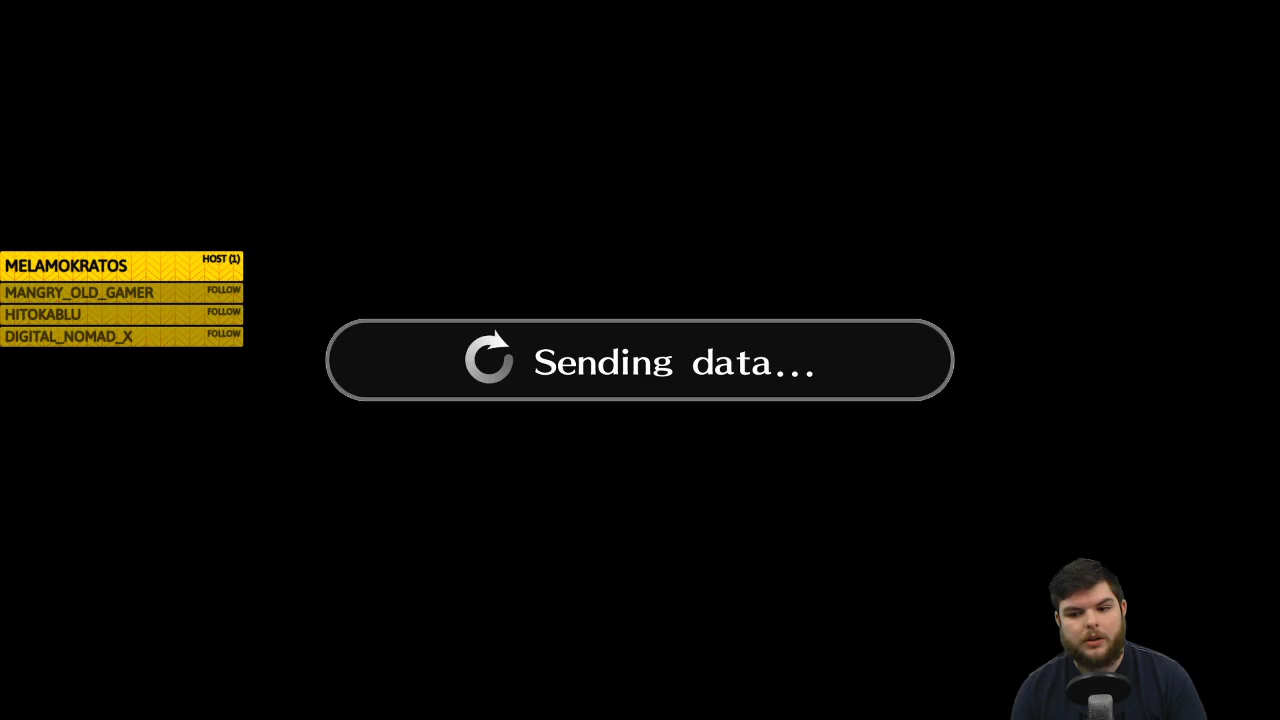 MELAMOKRATOS HOST (1)
MANGRY_OLD_GAMER FOLLOW
HITOKABLU FOLLOW
DIGITAL_NOMAD_X FOLLOW
Sending data...